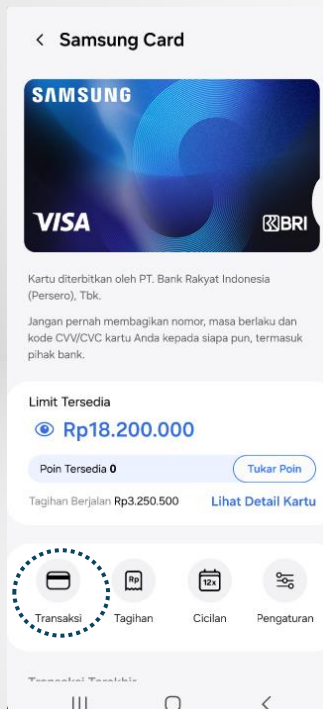 Samsung Card
SAMSUNG
VISA
BRI
Kartu diterbitkan oleh PT. Bank Rakyat Indonesia
(Persero), Tbk.
Jangan pernah membagikan nomor, masa berlaku dan
kode CVV/CVC kartu Anda kepada siapa pun, termasuk
pihak bank.
Limit Tersedia
Rp18.200.000
Poin Tersedia 0 Tukar Poin
Tagihan Berjalan Rp3.250.500 Lihat Detail Kartu
Rp 12x
Transaksi Tagihan Cicilan Pengaturan